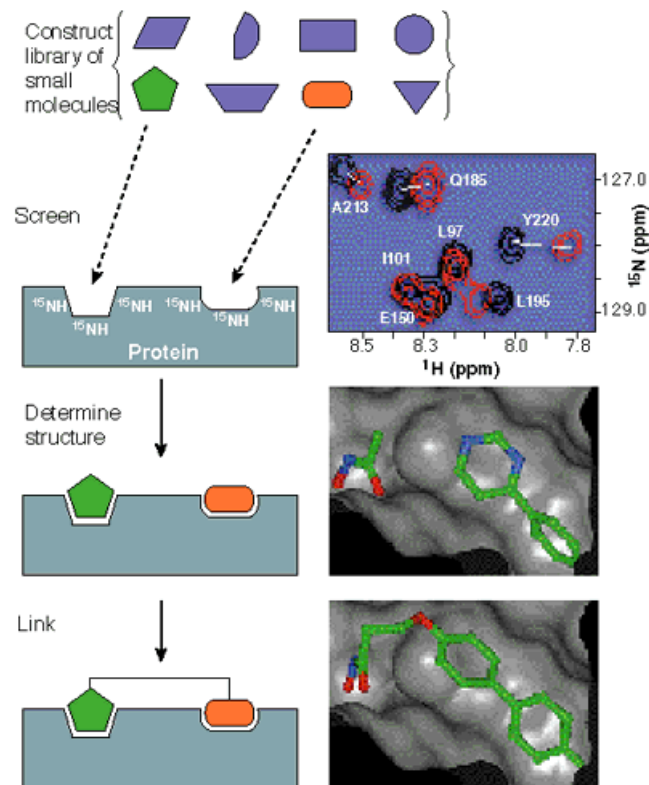 Construct
library of
small
molecules
Screen
¹⁵NH ¹⁵NH ¹⁵NH ¹⁵NH
¹⁵NH ¹⁵NH
Protein
A213
Q185
L97
Y220
I101
L195
E150
127.0
129.0
¹⁵N (ppm)
8.5 8.3 8.0 7.8
¹H (ppm)
Determine
structure
Link